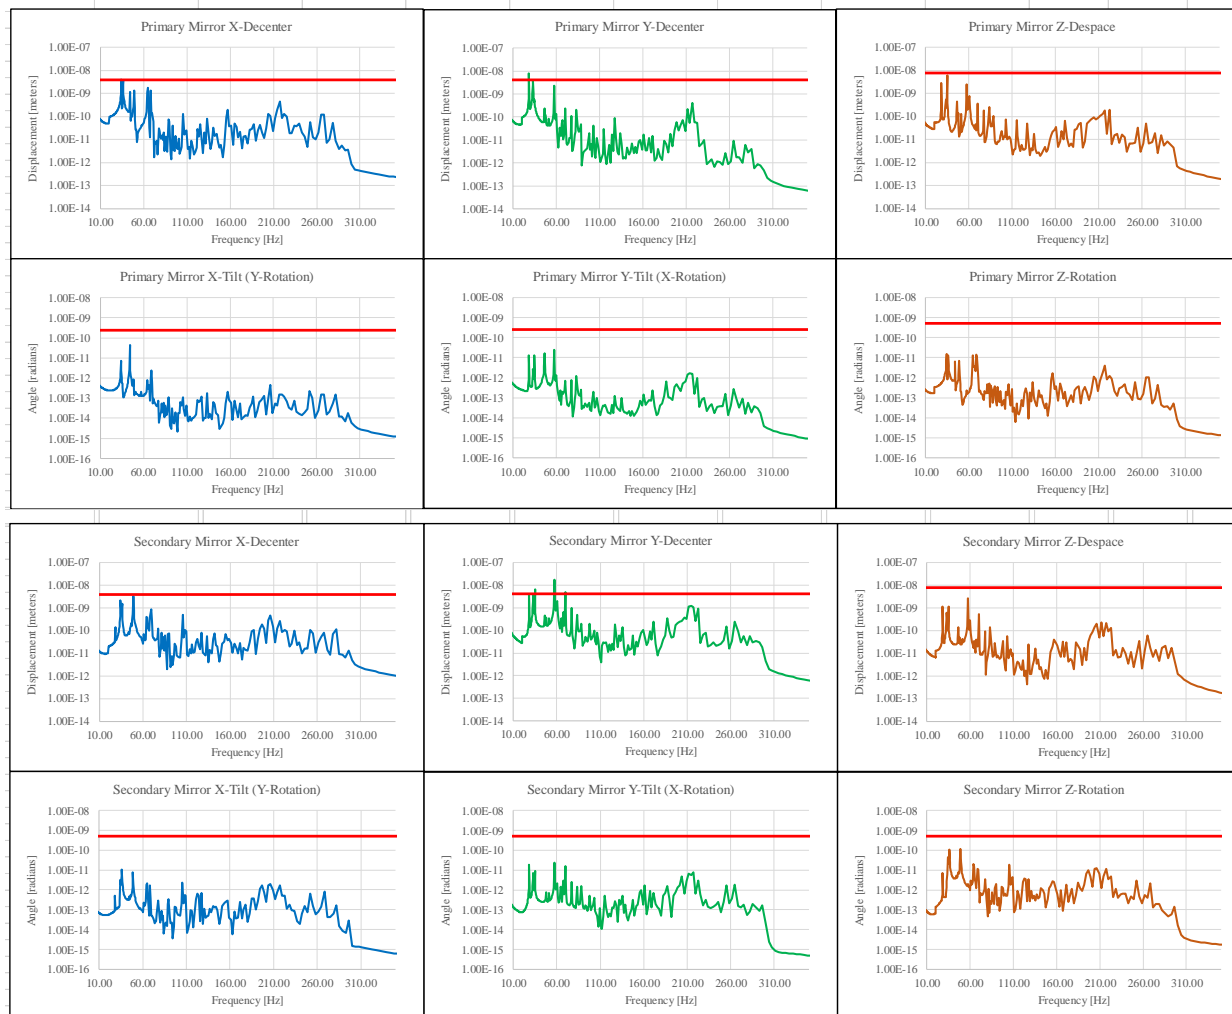 Primary Mirror X-Decenter
1.00E-07
1.00E-08
1.00E-09
1.00E-10
1.00E-11
1.00E-12
1.00E-13
1.00E-14
Displacement [meters]
10.00 60.00 110.00 160.00 210.00 260.00 310.00
Frequency [Hz]
Primary Mirror Y-Decenter
1.00E-07
1.00E-08
1.00E-09
1.00E-10
1.00E-11
1.00E-12
1.00E-13
1.00E-14
Displacement [meters]
10.00 60.00 110.00 160.00 210.00 260.00 310.00
Frequency [Hz]
Primary Mirror Z-Despace
1.00E-07
1.00E-08
1.00E-09
1.00E-10
1.00E-11
1.00E-12
1.00E-13
1.00E-14
Displacement [meters]
10.00 60.00 110.00 160.00 210.00 260.00 310.00
Frequency [Hz]
Primary Mirror X-Tilt (Y-Rotation)
1.00E-08
1.00E-09
1.00E-10
1.00E-11
1.00E-12
1.00E-13
1.00E-14
1.00E-15
1.00E-16
Angle [radians]
10.00 60.00 110.00 160.00 210.00 260.00 310.00
Frequency [Hz]
Primary Mirror Y-Tilt (X-Rotation)
1.00E-08
1.00E-09
1.00E-10
1.00E-11
1.00E-12
1.00E-13
1.00E-14
1.00E-15
1.00E-16
Angle [radians]
10.00 60.00 110.00 160.00 210.00 260.00 310.00
Frequency [Hz]
Primary Mirror Z-Rotation
1.00E-08
1.00E-09
1.00E-10
1.00E-11
1.00E-12
1.00E-13
1.00E-14
1.00E-15
1.00E-16
Angle [radians]
10.00 60.00 110.00 160.00 210.00 260.00 310.00
Frequency [Hz]
Secondary Mirror X-Decenter
1.00E-07
1.00E-08
1.00E-09
1.00E-10
1.00E-11
1.00E-12
1.00E-13
1.00E-14
Displacement [meters]
10.00 60.00 110.00 160.00 210.00 260.00 310.00
Frequency [Hz]
Secondary Mirror Y-Decenter
1.00E-07
1.00E-08
1.00E-09
1.00E-10
1.00E-11
1.00E-12
1.00E-13
1.00E-14
Displacement [meters]
10.00 60.00 110.00 160.00 210.00 260.00 310.00
Frequency [Hz]
Secondary Mirror Z-Despace
1.00E-07
1.00E-08
1.00E-09
1.00E-10
1.00E-11
1.00E-12
1.00E-13
1.00E-14
Displacement [meters]
10.00 60.00 110.00 160.00 210.00 260.00 310.00
Frequency [Hz]
Secondary Mirror X-Tilt (Y-Rotation)
1.00E-08
1.00E-09
1.00E-10
1.00E-11
1.00E-12
1.00E-13
1.00E-14
1.00E-15
1.00E-16
Angle [radians]
10.00 60.00 110.00 160.00 210.00 260.00 310.00
Frequency [Hz]
Secondary Mirror Y-Tilt (X-Rotation)
1.00E-08
1.00E-09
1.00E-10
1.00E-11
1.00E-12
1.00E-13
1.00E-14
1.00E-15
1.00E-16
Angle [radians]
10.00 60.00 110.00 160.00 210.00 260.00 310.00
Frequency [Hz]
Secondary Mirror Z-Rotation
1.00E-08
1.00E-09
1.00E-10
1.00E-11
1.00E-12
1.00E-13
1.00E-14
1.00E-15
1.00E-16
Angle [radians]
10.00 60.00 110.00 160.00 210.00 260.00 310.00
Frequency [Hz]